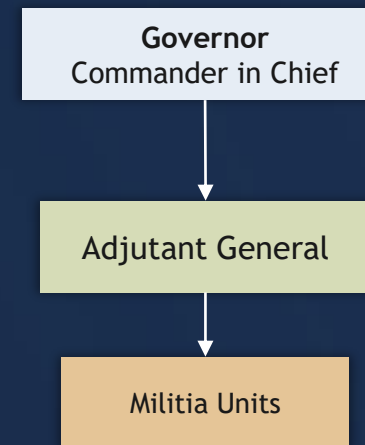 Governor
Commander in Chief
Adjutant General
Militia Units